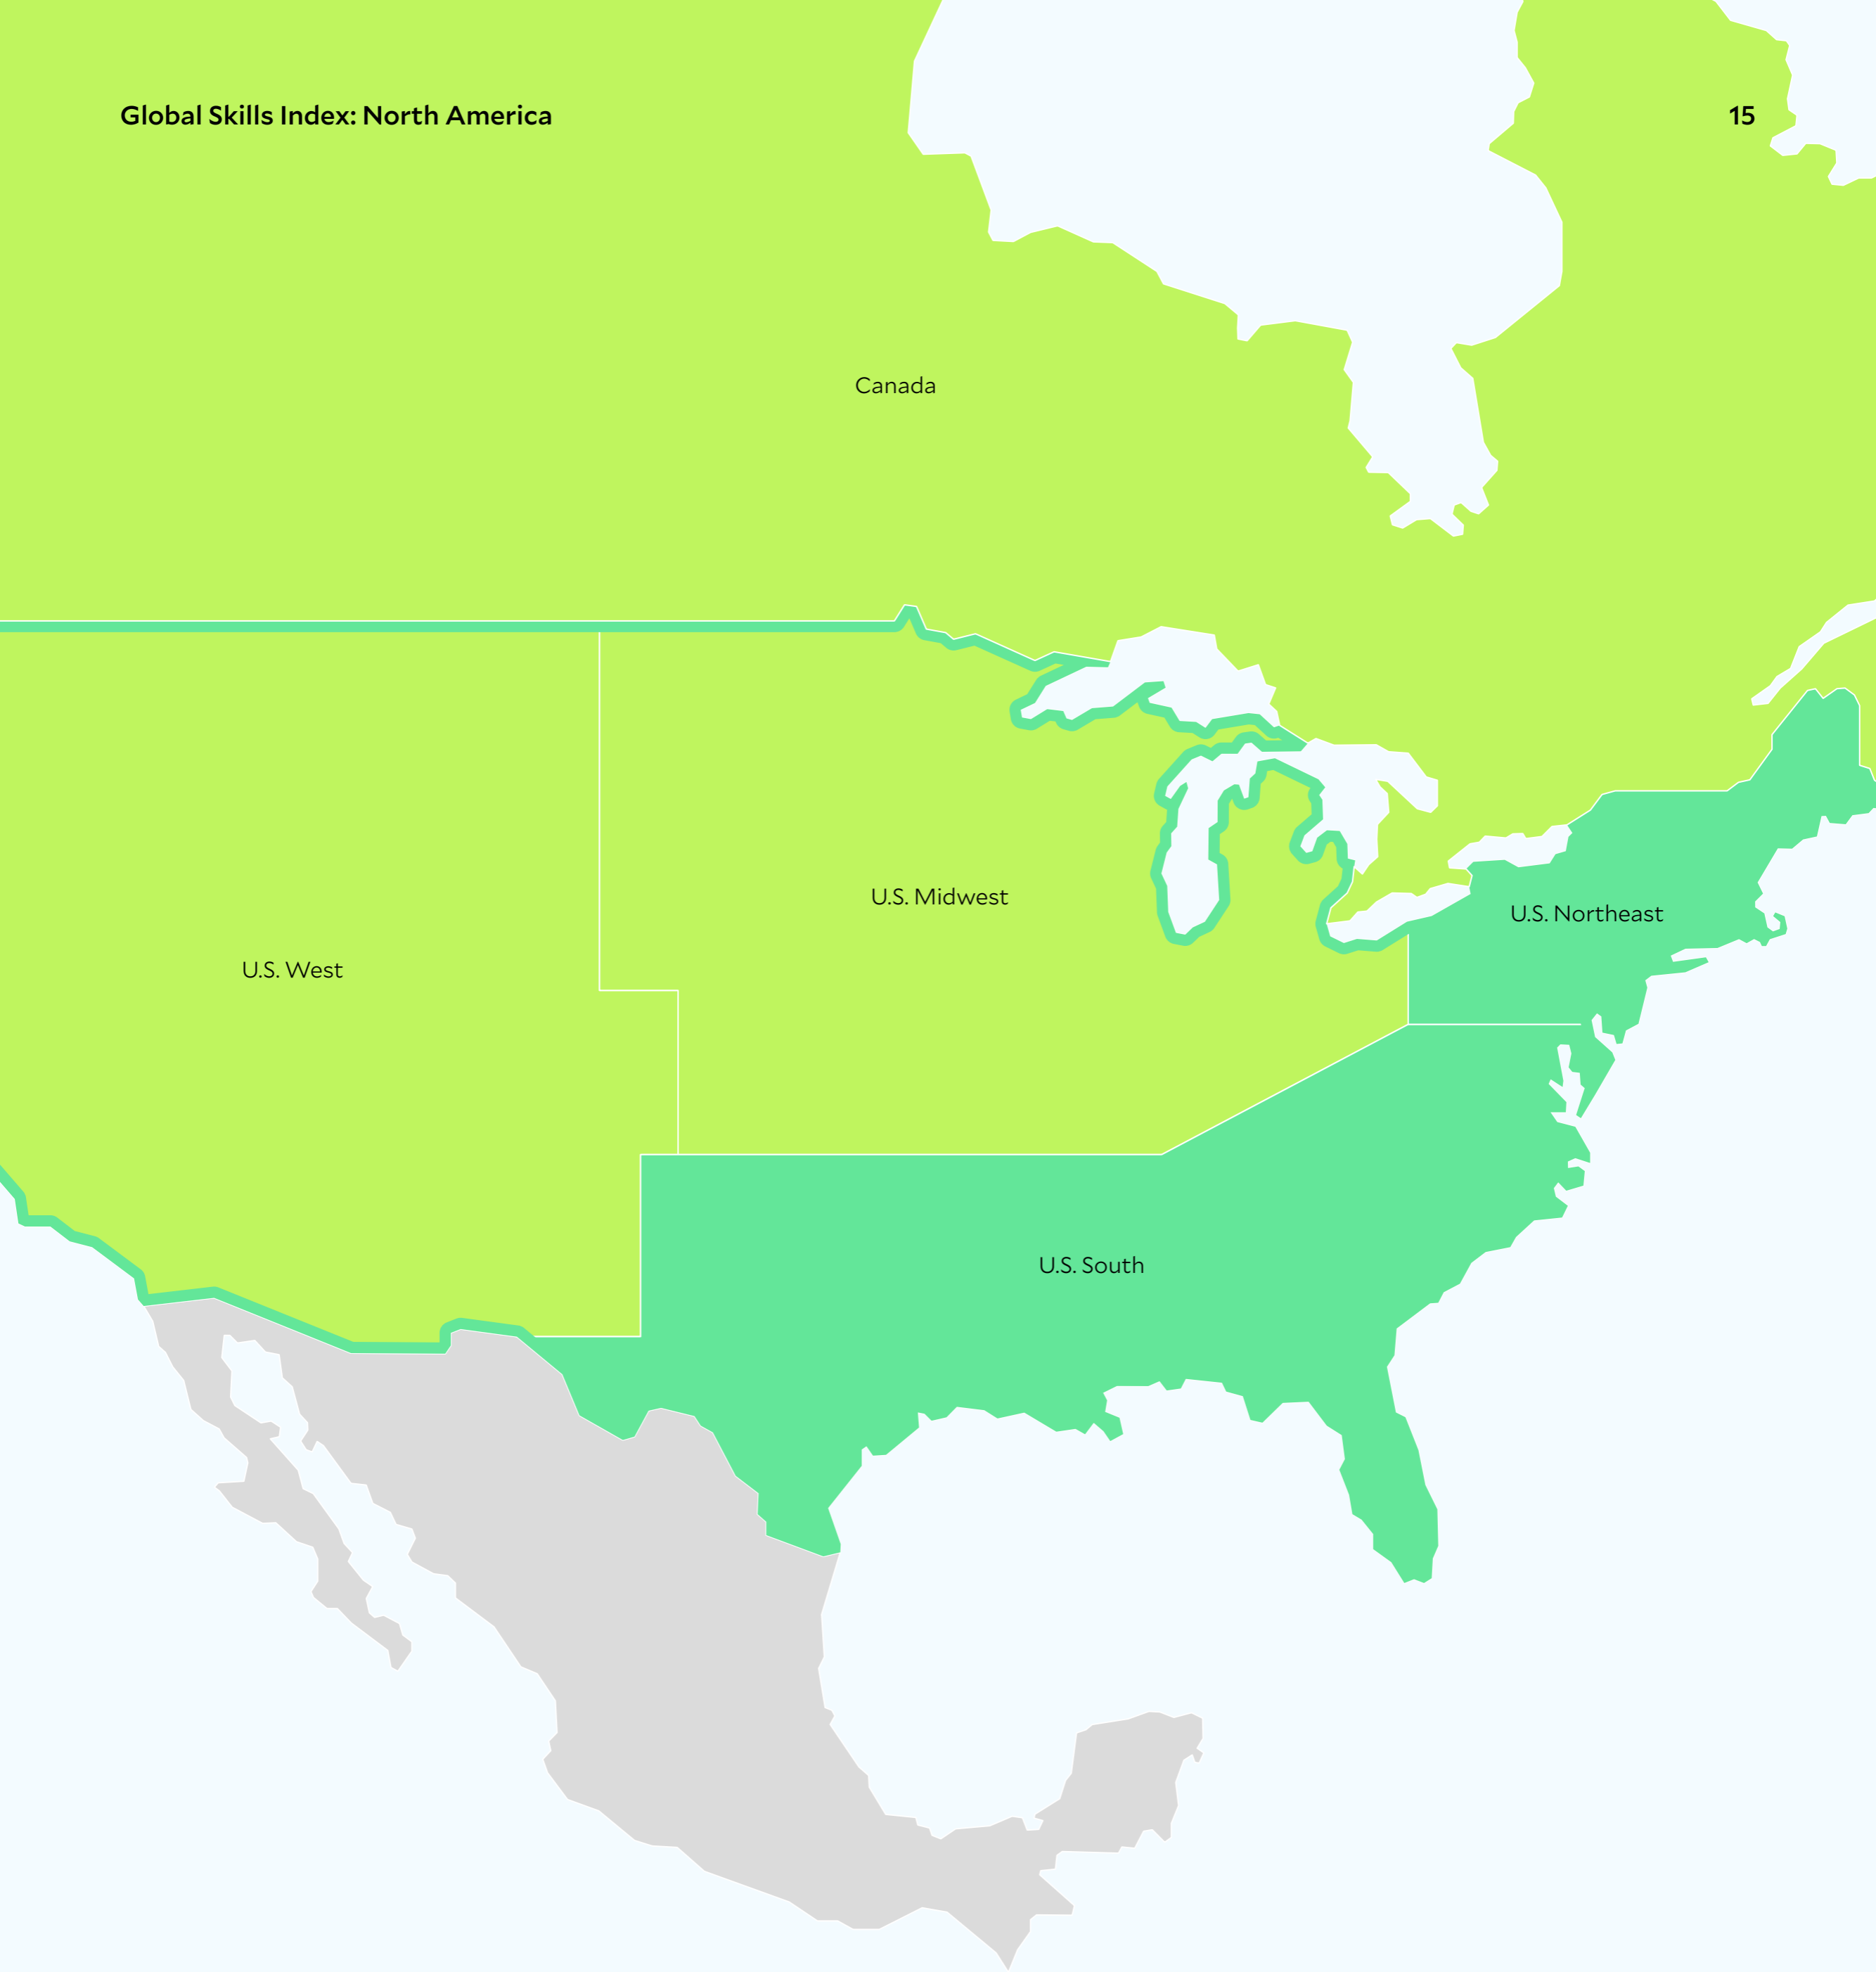 Global Skills Index: North America
15
Canada
U.S. Midwest
U.S. Northeast
U.S. West
U.S. South